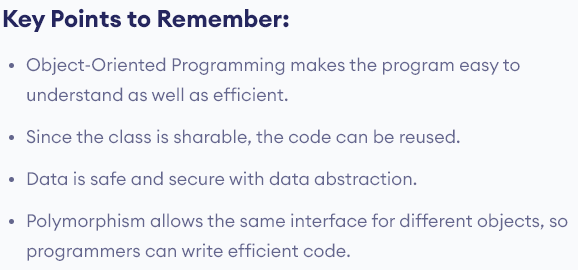 Key Points to Remember:
• Object-Oriented Programming makes the program easy to
understand as well as efficient.
• Since the class is sharable, the code can be reused.
• Data is safe and secure with data abstraction.
• Polymorphism allows the same interface for different objects, so
programmers can write efficient code.